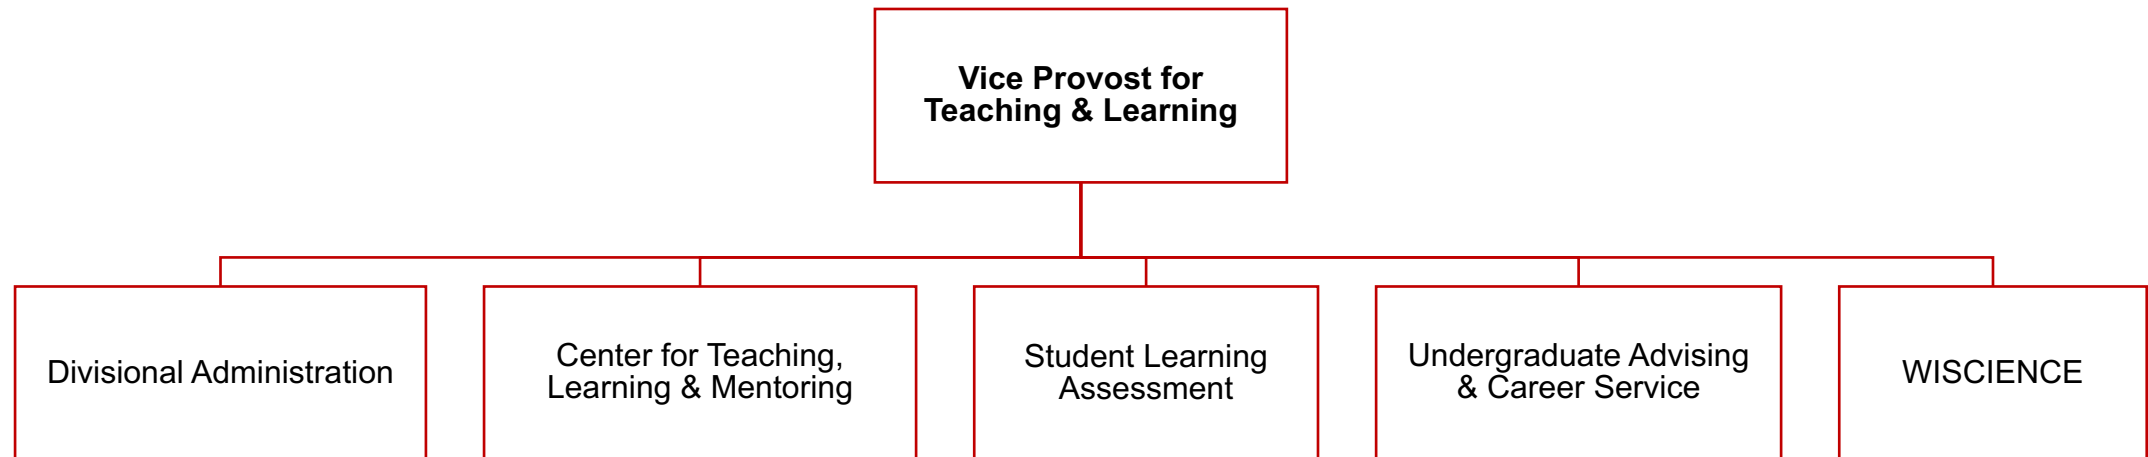 Vice Provost for
Teaching & Learning
Divisional Administration
Center for Teaching,
Learning & Mentoring
Student Learning
Assessment
Undergraduate Advising
& Career Service
WISCIENCE